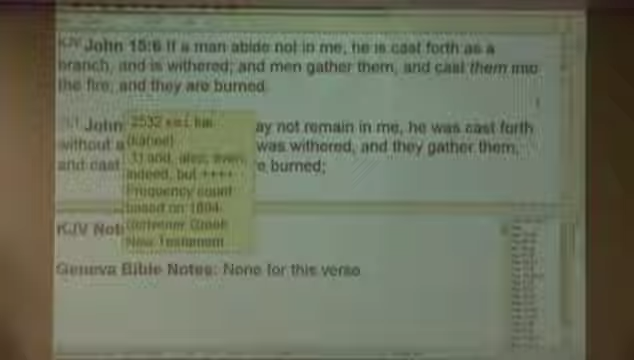 KJV John 15:6 If a man abide not in me, he is cast forth as a
branch, and is withered; and men gather them, and cast them into
the fire, and they are burned.
John
ay not remain in me, he was cast forth
without a
was withered, and they gather them,
and cast
e burned;
2532 και kai
1) and, also, even,
indeed, but ++++
Frequency count
based on 1894
Scrivener Greek
New Testament
KJV Not
Geneva Bible Notes: None for this verse.